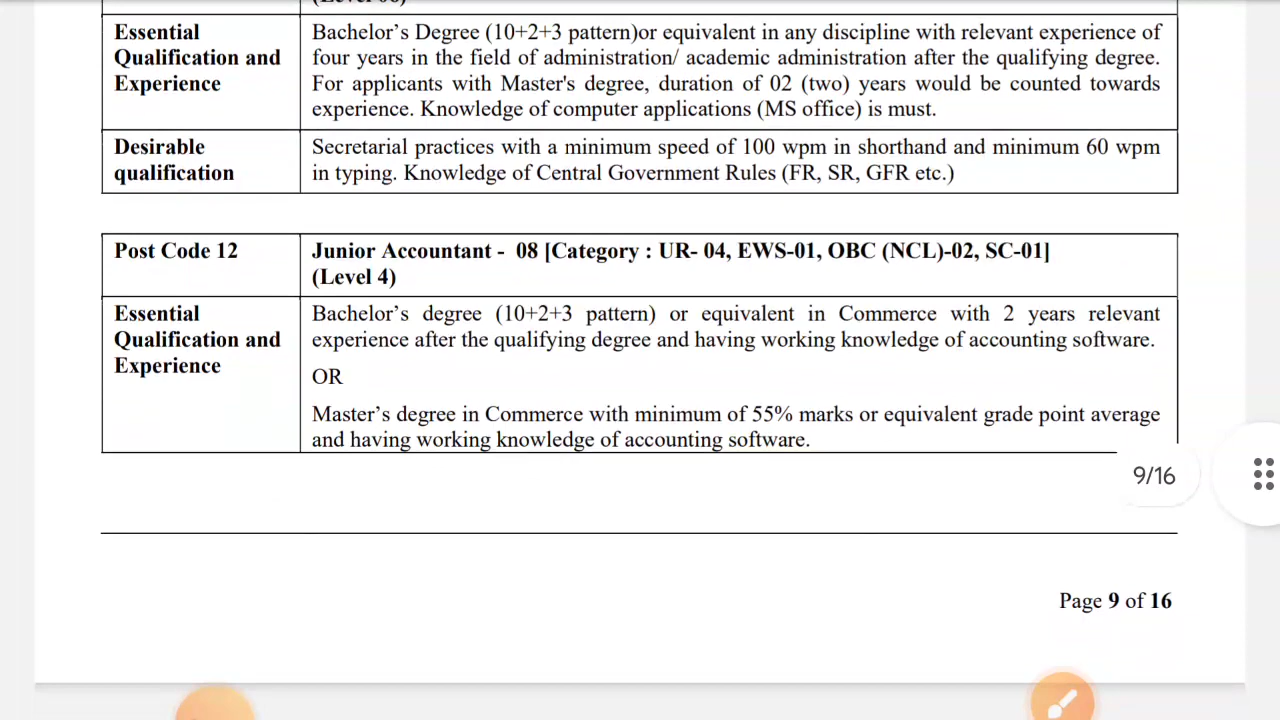 (Level 06)
Essential
Qualification and
Experience
Bachelor's Degree (10+2+3 pattern)or equivalent in any discipline with relevant experience of
four years in the field of administration/ academic administration after the qualifying degree.
For applicants with Master's degree, duration of 02 (two) years would be counted towards
experience. Knowledge of computer applications (MS office) is must.
Desirable
qualification
Secretarial practices with a minimum speed of 100 wpm in shorthand and minimum 60 wpm
in typing. Knowledge of Central Government Rules (FR, SR, GFR etc.)
Post Code 12
Junior Accountant - 08 [Category : UR- 04, EWS-01, OBC (NCL)-02, SC-01]
(Level 4)
Essential
Qualification and
Experience
Bachelor's degree (10+2+3 pattern) or equivalent in Commerce with 2 years relevant
experience after the qualifying degree and having working knowledge of accounting software.
OR
Master's degree in Commerce with minimum of 55% marks or equivalent grade point average
and having working knowledge of accounting software.
9/16
Page 9 of 16